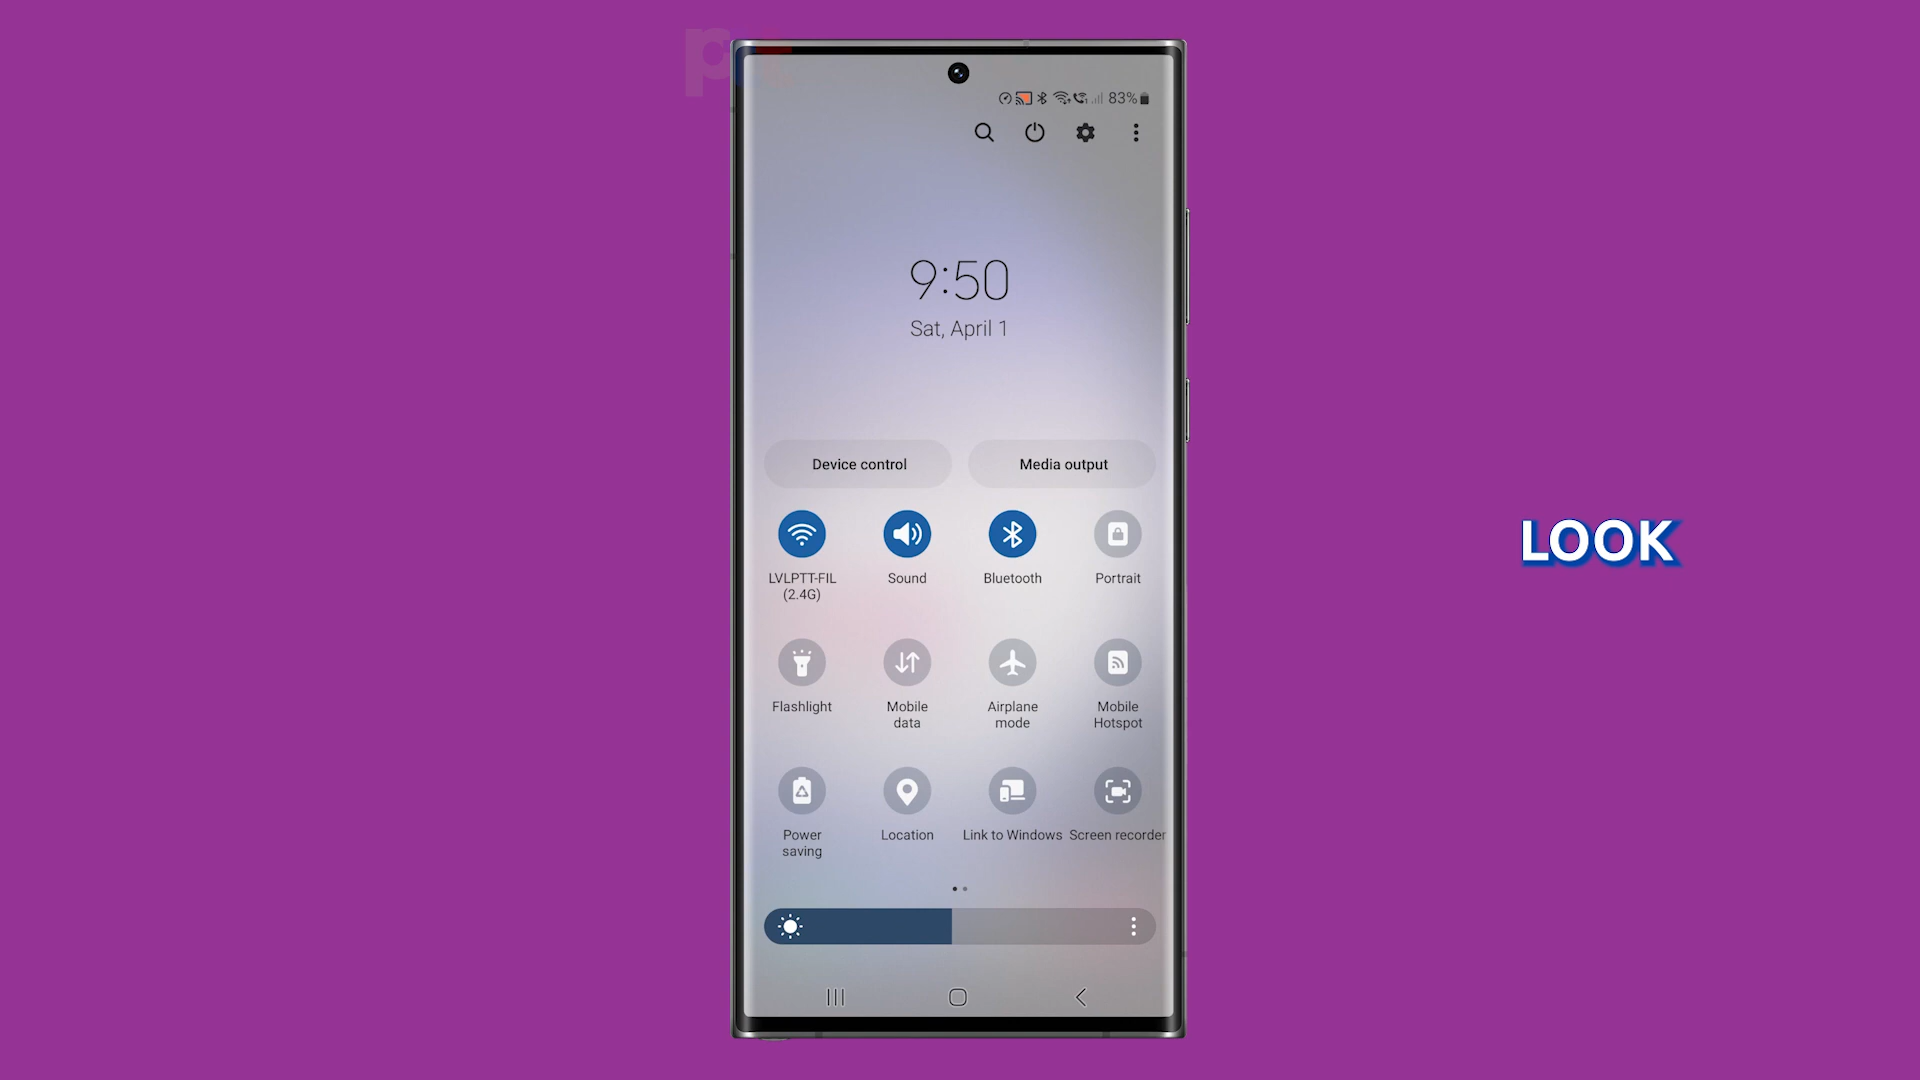 83%
9:50
Sat, April 1
Device control
Media output
LVLPTT-FIL
(2.4G)
Sound
Bluetooth
Portrait
LOOK
Flashlight
Mobile
data
Airplane
mode
Mobile
Hotspot
Power
saving
Location
Link to Windows
Screen recorder